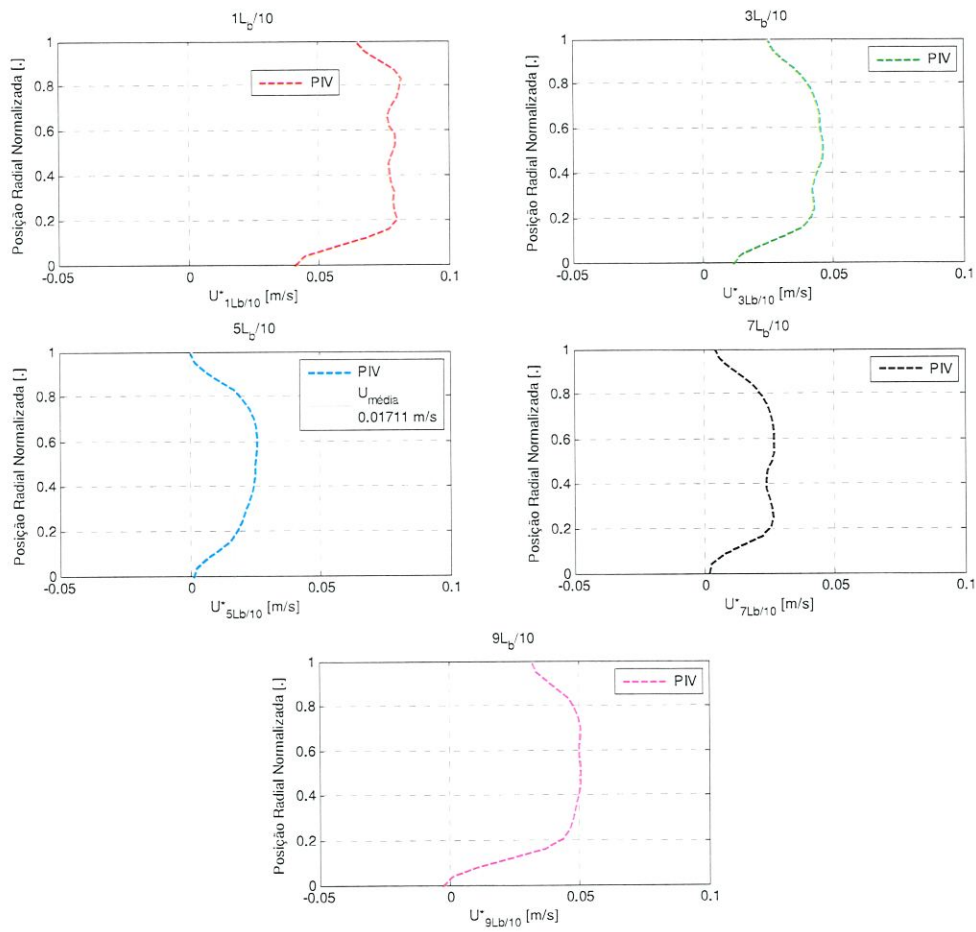 1L_b/10
Posição Radial Normalizada [.]
1
0.8
0.6
0.4
0.2
0
-0.05
0
0.05
0.1
PIV
U*_1Lb/10 [m/s]
3L_b/10
Posição Radial Normalizada [.]
1
0.8
0.6
0.4
0.2
0
-0.05
0
0.05
0.1
PIV
U*_3Lb/10 [m/s]
5L_b/10
Posição Radial Normalizada [.]
1
0.8
0.6
0.4
0.2
0
-0.05
0
0.05
0.1
PIV
U_média
0.01711 m/s
U*_5Lb/10 [m/s]
7L_b/10
Posição Radial Normalizada [.]
1
0.8
0.6
0.4
0.2
0
-0.05
0
0.05
0.1
PIV
U*_7Lb/10 [m/s]
9L_b/10
Posição Radial Normalizada [.]
1
0.8
0.6
0.4
0.2
0
-0.05
0
0.05
0.1
PIV
U*_9Lb/10 [m/s]